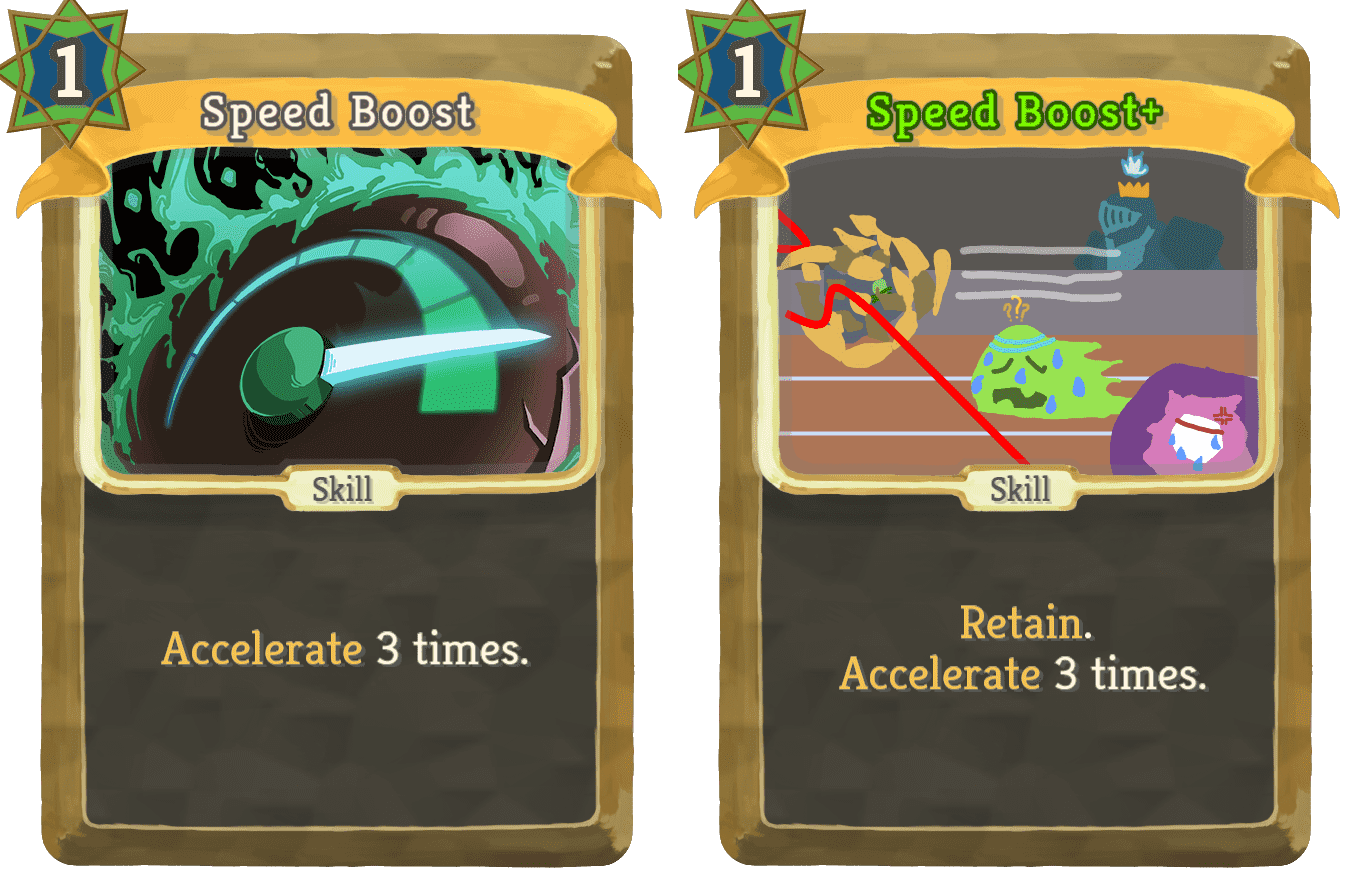 1
Speed Boost
Skill
Accelerate 3 times.
1
Speed Boost+
??
Skill
Retain.
Accelerate 3 times.